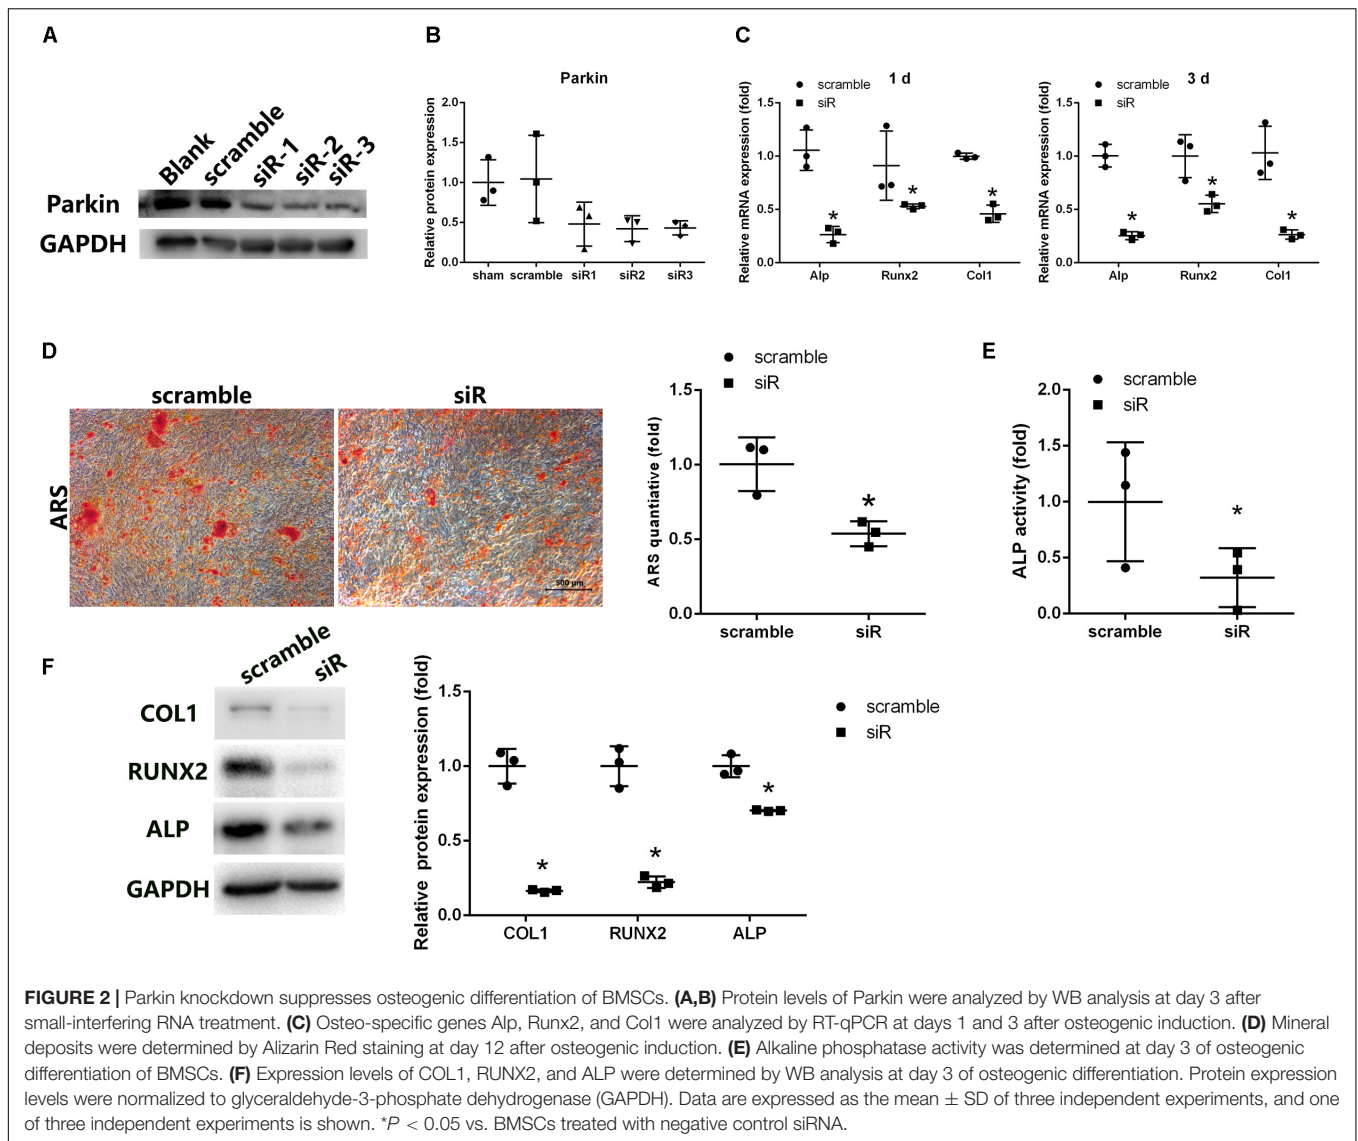 A
Blank
scramble
siR-1
siR-2
siR-3
Parkin
GAPDH
B
Parkin
Relative protein expression
2.0
1.5
1.0
0.5
0.0
sham scramble siR1 siR2 siR3
C
scramble
siR
1 d
Relative mRNA expression (fold)
1.5
1.0
0.5
0.0
*
*
*
Alp Runx2 Col1
scramble
siR
3 d
Relative mRNA expression (fold)
1.5
1.0
0.5
0.0
*
*
*
Alp Runx2 Col1
D
scramble siR
ARS
500 μm
scramble
siR
ARS quantiative (fold)
1.5
1.0
0.5
0.0
*
scramble siR
E
scramble
siR
ALP activity (fold)
2.0
1.5
1.0
0.5
0.0
*
scramble siR
F
scramble
siR
COL1
RUNX2
ALP
GAPDH
Relative protein expression (fold)
1.5
1.0
0.5
0.0
*
*
*
COL1 RUNX2 ALP
scramble
siR
FIGURE 2 | Parkin knockdown suppresses osteogenic differentiation of BMSCs. (A,B) Protein levels of Parkin were analyzed by WB analysis at day 3 after
small-interfering RNA treatment. (C) Osteo-specific genes Alp, Runx2, and Col1 were analyzed by RT-qPCR at days 1 and 3 after osteogenic induction. (D) Mineral
deposits were determined by Alizarin Red staining at day 12 after osteogenic induction. (E) Alkaline phosphatase activity was determined at day 3 of osteogenic
differentiation of BMSCs. (F) Expression levels of COL1, RUNX2, and ALP were determined by WB analysis at day 3 of osteogenic differentiation. Protein expression
levels were normalized to glyceraldehyde-3-phosphate dehydrogenase (GAPDH). Data are expressed as the mean ± SD of three independent experiments, and one
of three independent experiments is shown. *P < 0.05 vs. BMSCs treated with negative control siRNA.